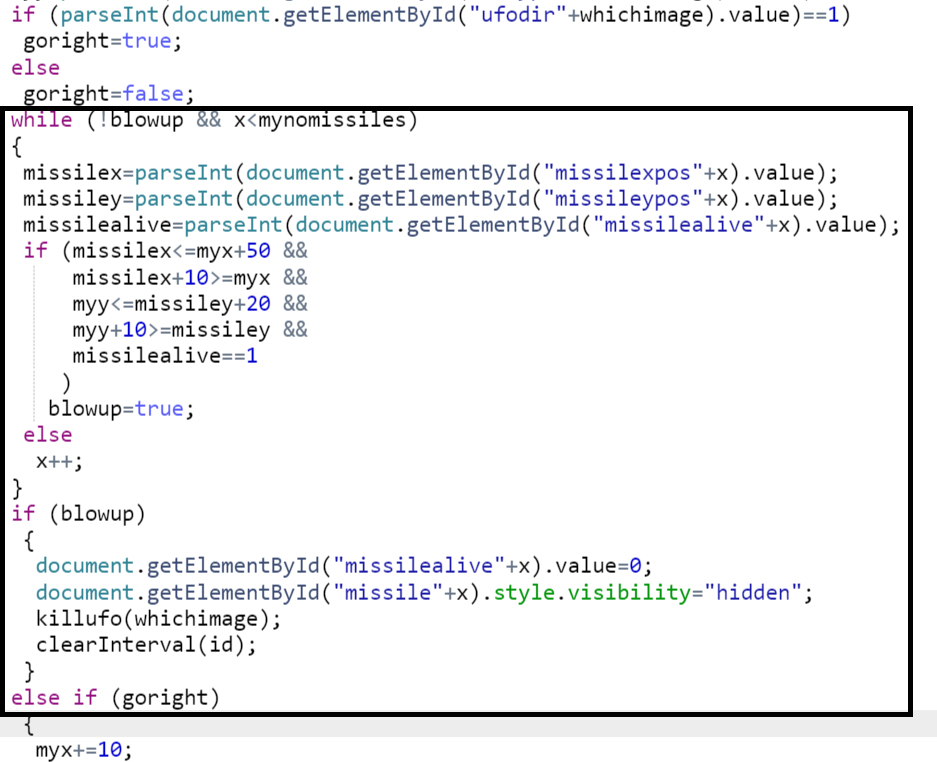 if (parseInt(document.getElementById("ufodir"+whichimage).value)==1)
goright=true;
else
goright=false;
while (!blowup && x<mynomissiles)
{
missilex=parseInt(document.getElementById("missilexpos"+x).value);
missiley=parseInt(document.getElementById("missileypos"+x).value);
missilealive=parseInt(document.getElementById("missilealive"+x).value);
if (missilex<=myx+50 &&
missilex+10>=myx &&
myy<=missiley+20 &&
myy+10>=missiley &&
missilealive==1
)
blowup=true;
else
x++;
}
if (blowup)
{
document.getElementById("missilealive"+x).value=0;
document.getElementById("missile"+x).style.visibility="hidden";
killufo(whichimage);
clearInterval(id);
}
else if (goright)
{
myx+=10;